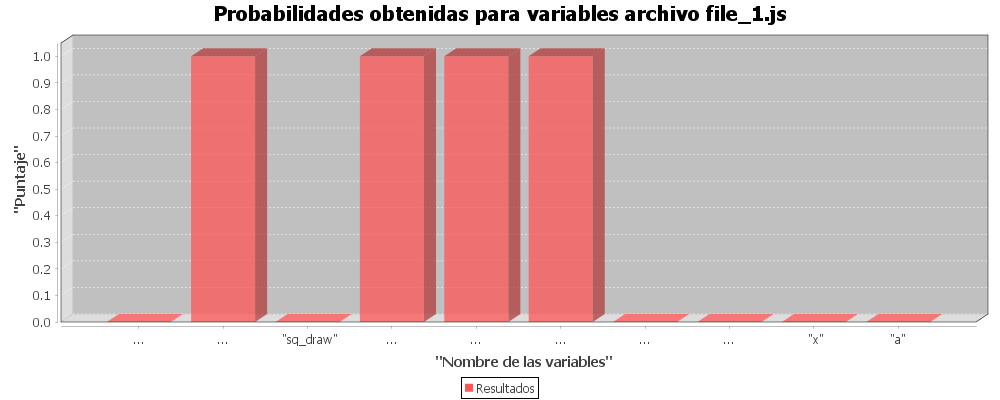 Probabilidades obtenidas para variables archivo file_1.js
"Puntaje"
1.0
0.9
0.8
0.7
0.6
0.5
0.4
0.3
0.2
0.1
0.0
... ... "sq_draw" ... ... ... ... ... "x" "a"
"Nombre de las variables"
Resultados